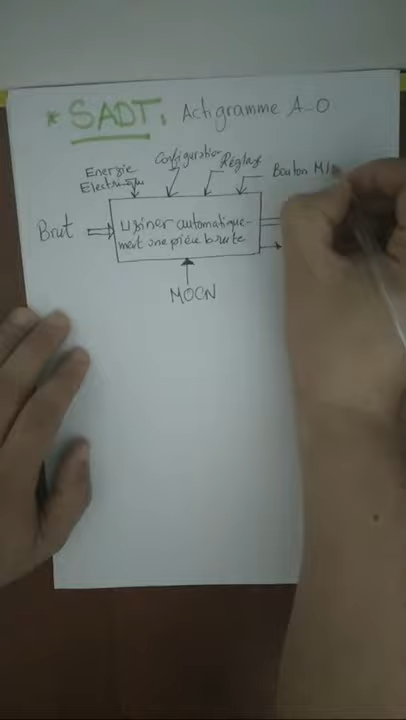 * SADT: Actigramme A-0
Energie
Electrique
Configuration
Réglage
Bouton M/
Brut
Usiner automatique-
ment une pièce brute
MOCN